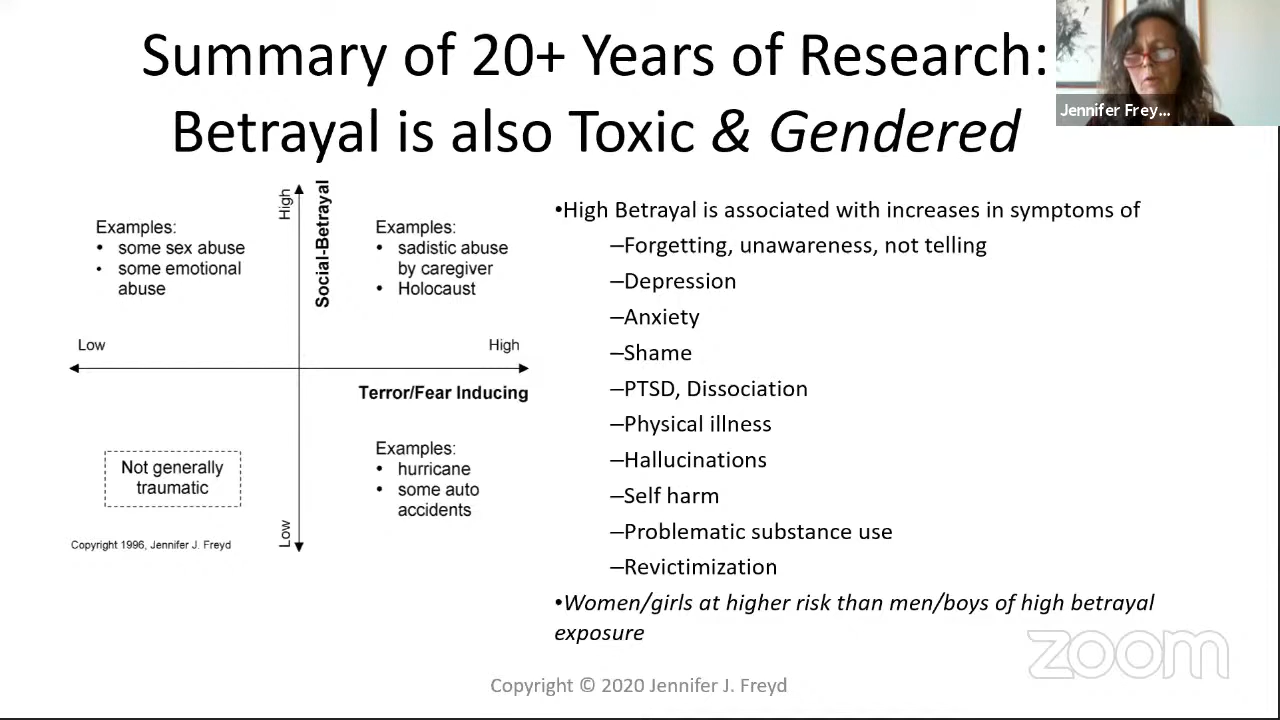 Summary of 20+ Years of Research:
Betrayal is also Toxic & Gendered
Jennifer Frey...
High
Social-Betrayal
Examples:
• some sex abuse
• some emotional
abuse
Examples:
• sadistic abuse
by caregiver
• Holocaust
Low
High
Terror/Fear Inducing
Not generally
traumatic
Examples:
• hurricane
• some auto
accidents
Low
Copyright 1996, Jennifer J. Freyd
•High Betrayal is associated with increases in symptoms of
–Forgetting, unawareness, not telling
–Depression
–Anxiety
–Shame
–PTSD, Dissociation
–Physical illness
–Hallucinations
–Self harm
–Problematic substance use
–Revictimization
•Women/girls at higher risk than men/boys of high betrayal
exposure
zoom
Copyright © 2020 Jennifer J. Freyd